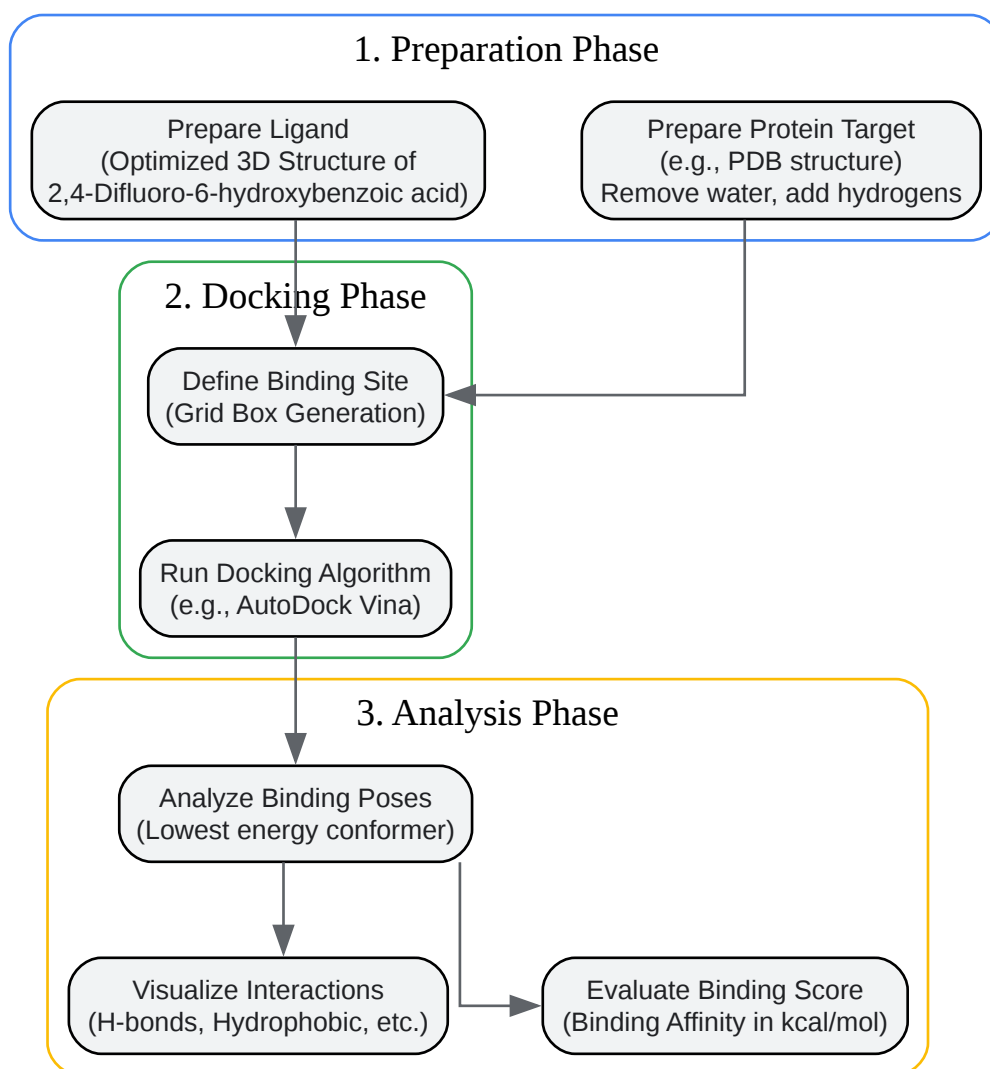 1. Preparation Phase
Prepare Ligand
(Optimized 3D Structure of
2,4-Difluoro-6-hydroxybenzoic acid)
Prepare Protein Target
(e.g., PDB structure)
Remove water, add hydrogens
2. Docking Phase
Define Binding Site
(Grid Box Generation)
Run Docking Algorithm
(e.g., AutoDock Vina)
3. Analysis Phase
Analyze Binding Poses
(Lowest energy conformer)
Visualize Interactions
(H-bonds, Hydrophobic, etc.)
Evaluate Binding Score
(Binding Affinity in kcal/mol)